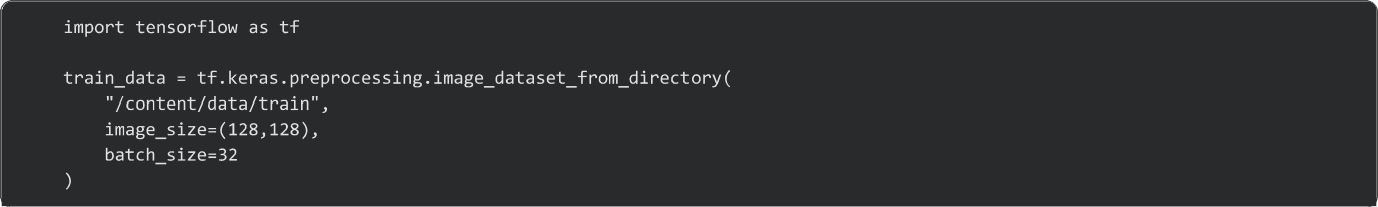 import tensorflow as tf
train_data = tf.keras.preprocessing.image_dataset_from_directory(
"/content/data/train",
image_size=(128,128),
batch_size=32
)